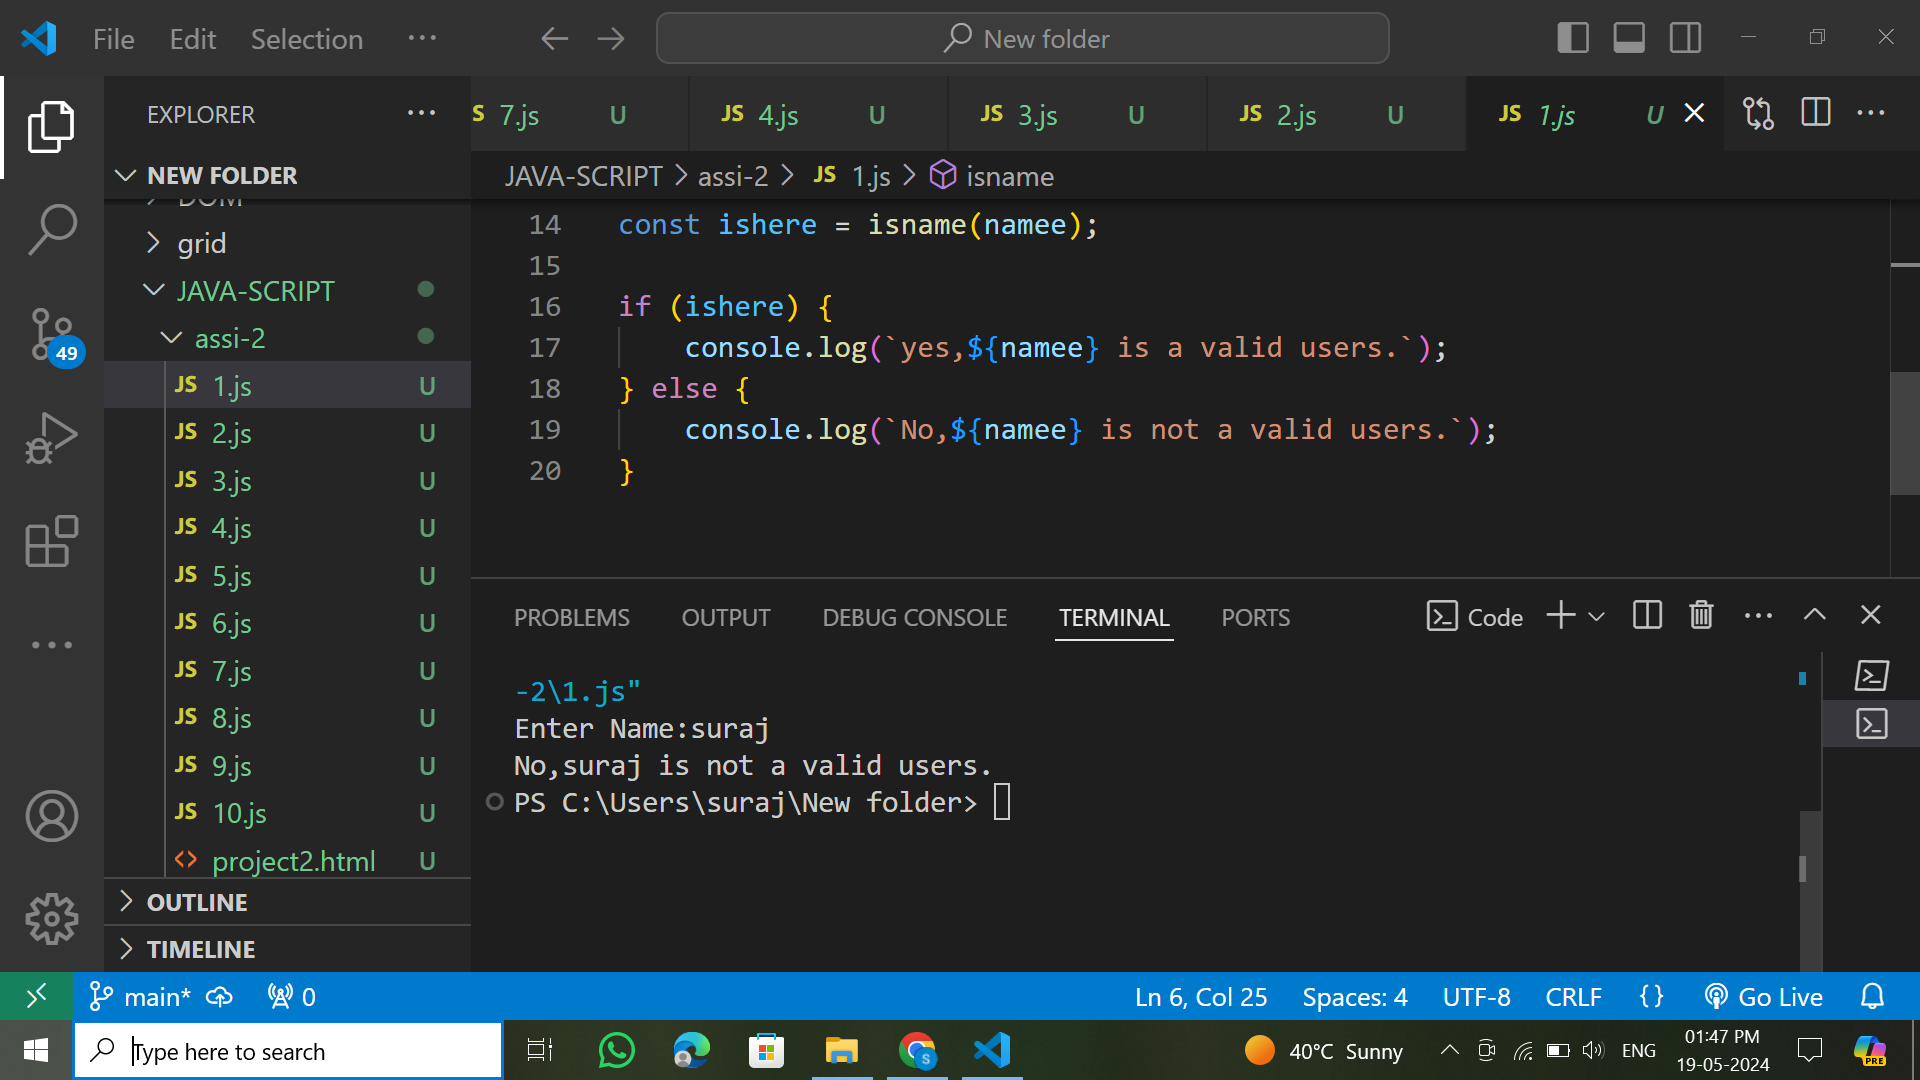 File Edit Selection ···
New folder
EXPLORER ···
JS 7.js U JS 4.js U JS 3.js U JS 2.js U JS 1.js U
JAVA-SCRIPT > assi-2 > JS 1.js > isname
NEW FOLDER
DOM
grid
JAVA-SCRIPT
assi-2
JS 1.js U
JS 2.js U
JS 3.js U
JS 4.js U
JS 5.js U
JS 6.js U
JS 7.js U
JS 8.js U
JS 9.js U
JS 10.js U
<> project2.html U
OUTLINE
TIMELINE
49
14 const ishere = isname(namee);
15
16 if (ishere) {
17 console.log(`yes,${namee} is a valid users.`);
18 } else {
19 console.log(`No,${namee} is not a valid users.`);
20 }
PROBLEMS OUTPUT DEBUG CONSOLE TERMINAL PORTS Code
-2\1.js"
Enter Name:suraj
No,suraj is not a valid users.
PS C:\Users\suraj\New folder>
main* 0 Ln 6, Col 25 Spaces: 4 UTF-8 CRLF {} Go Live
Type here to search
S
40°C Sunny
ENG
01:47 PM
19-05-2024
PRE